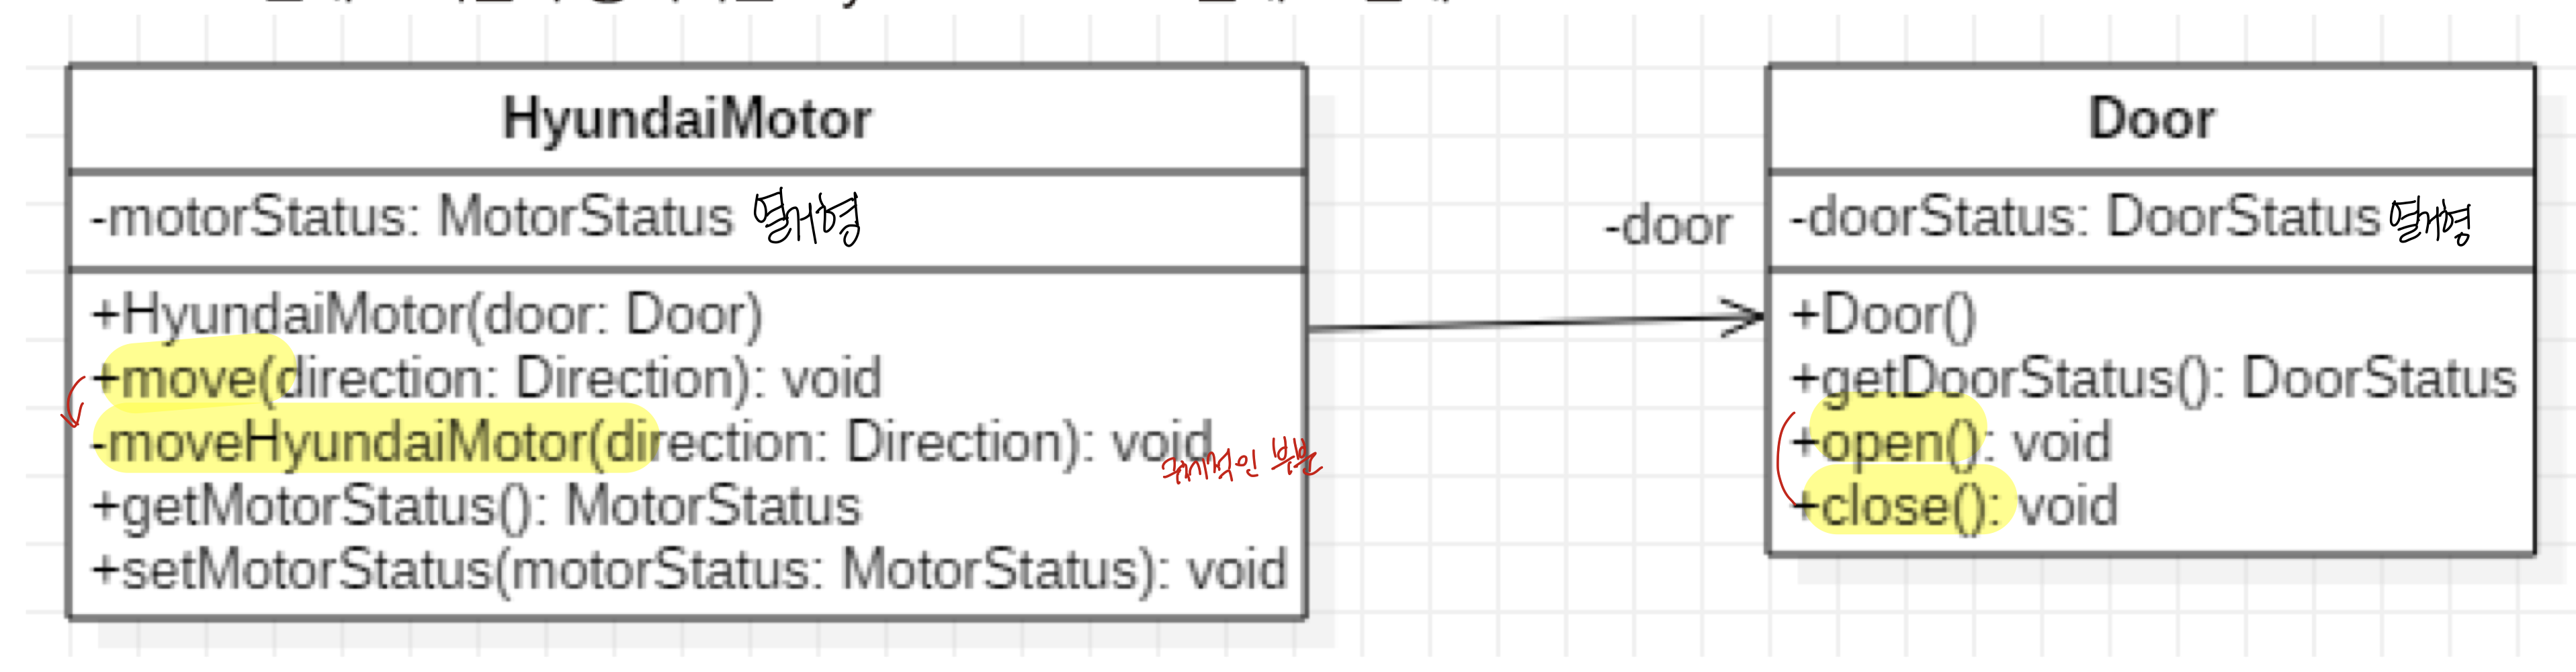 HyundaiMotor
-motorStatus: MotorStatus 열거형
+HyundaiMotor(door: Door)
+move(direction: Direction): void
-moveHyundaiMotor(direction: Direction): void
구체적인 부분
+getMotorStatus(): MotorStatus
+setMotorStatus(motorStatus: MotorStatus): void
-door
Door
-doorStatus: DoorStatus 열거형
+Door()
+getDoorStatus(): DoorStatus
+open(): void
+close(): void